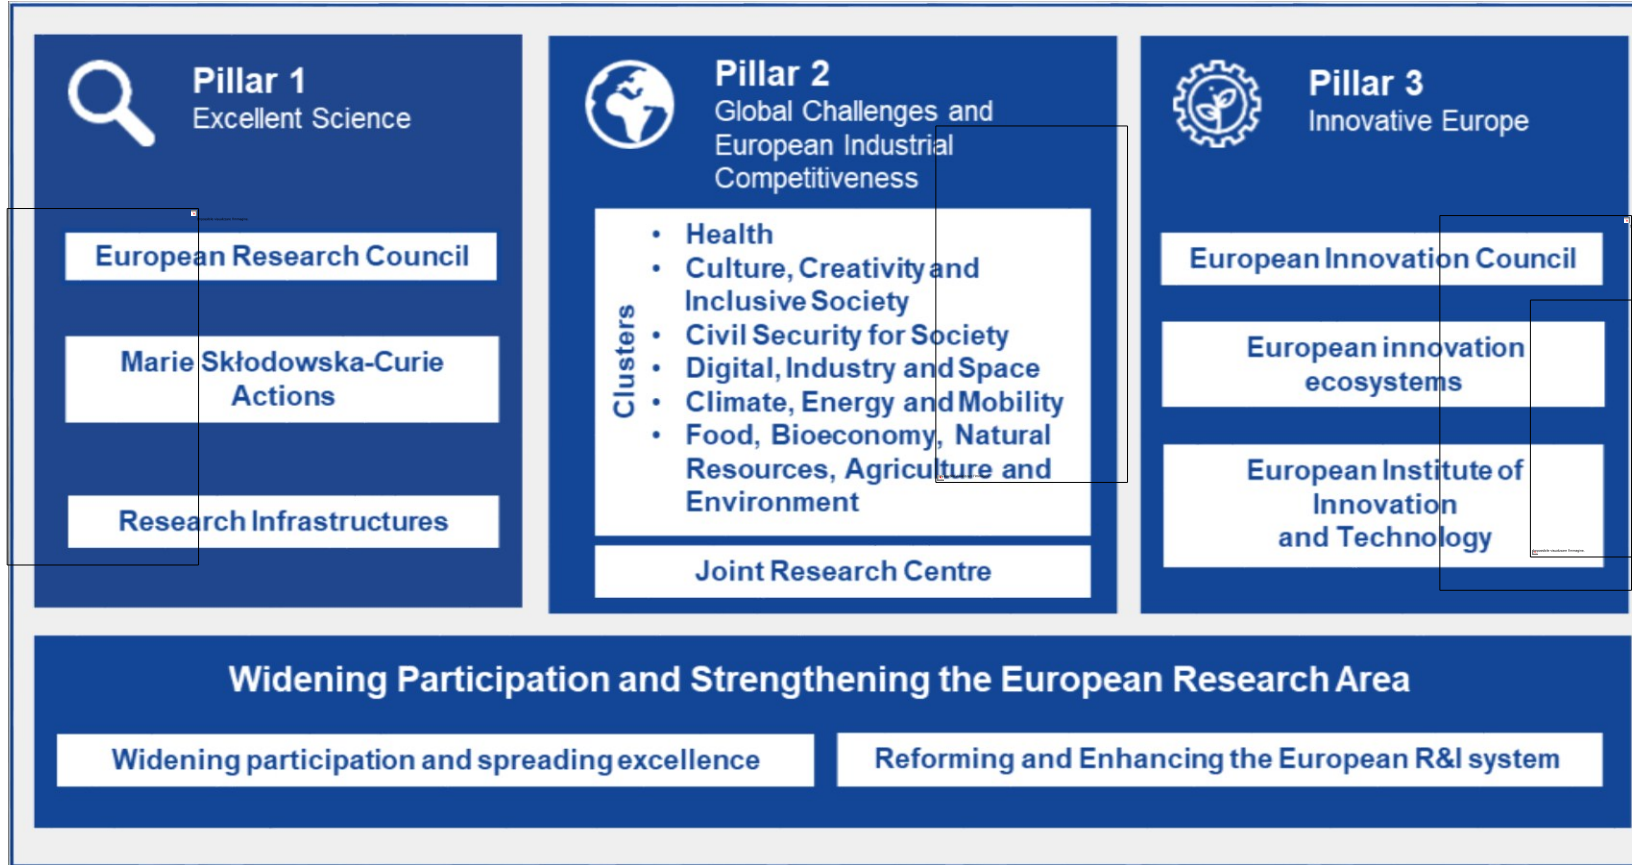 Pillar 1
Excellent Science
European Research Council
Marie Skłodowska-Curie
Actions
Research Infrastructures
Pillar 2
Global Challenges and
European Industrial
Competitiveness
Clusters
• Health
• Culture, Creativity and
Inclusive Society
• Civil Security for Society
• Digital, Industry and Space
• Climate, Energy and Mobility
• Food, Bioeconomy, Natural
Resources, Agriculture and
Environment
Joint Research Centre
Pillar 3
Innovative Europe
European Innovation Council
European innovation
ecosystems
European Institute of
Innovation
and Technology
Widening Participation and Strengthening the European Research Area
Widening participation and spreading excellence
Reforming and Enhancing the European R&I system